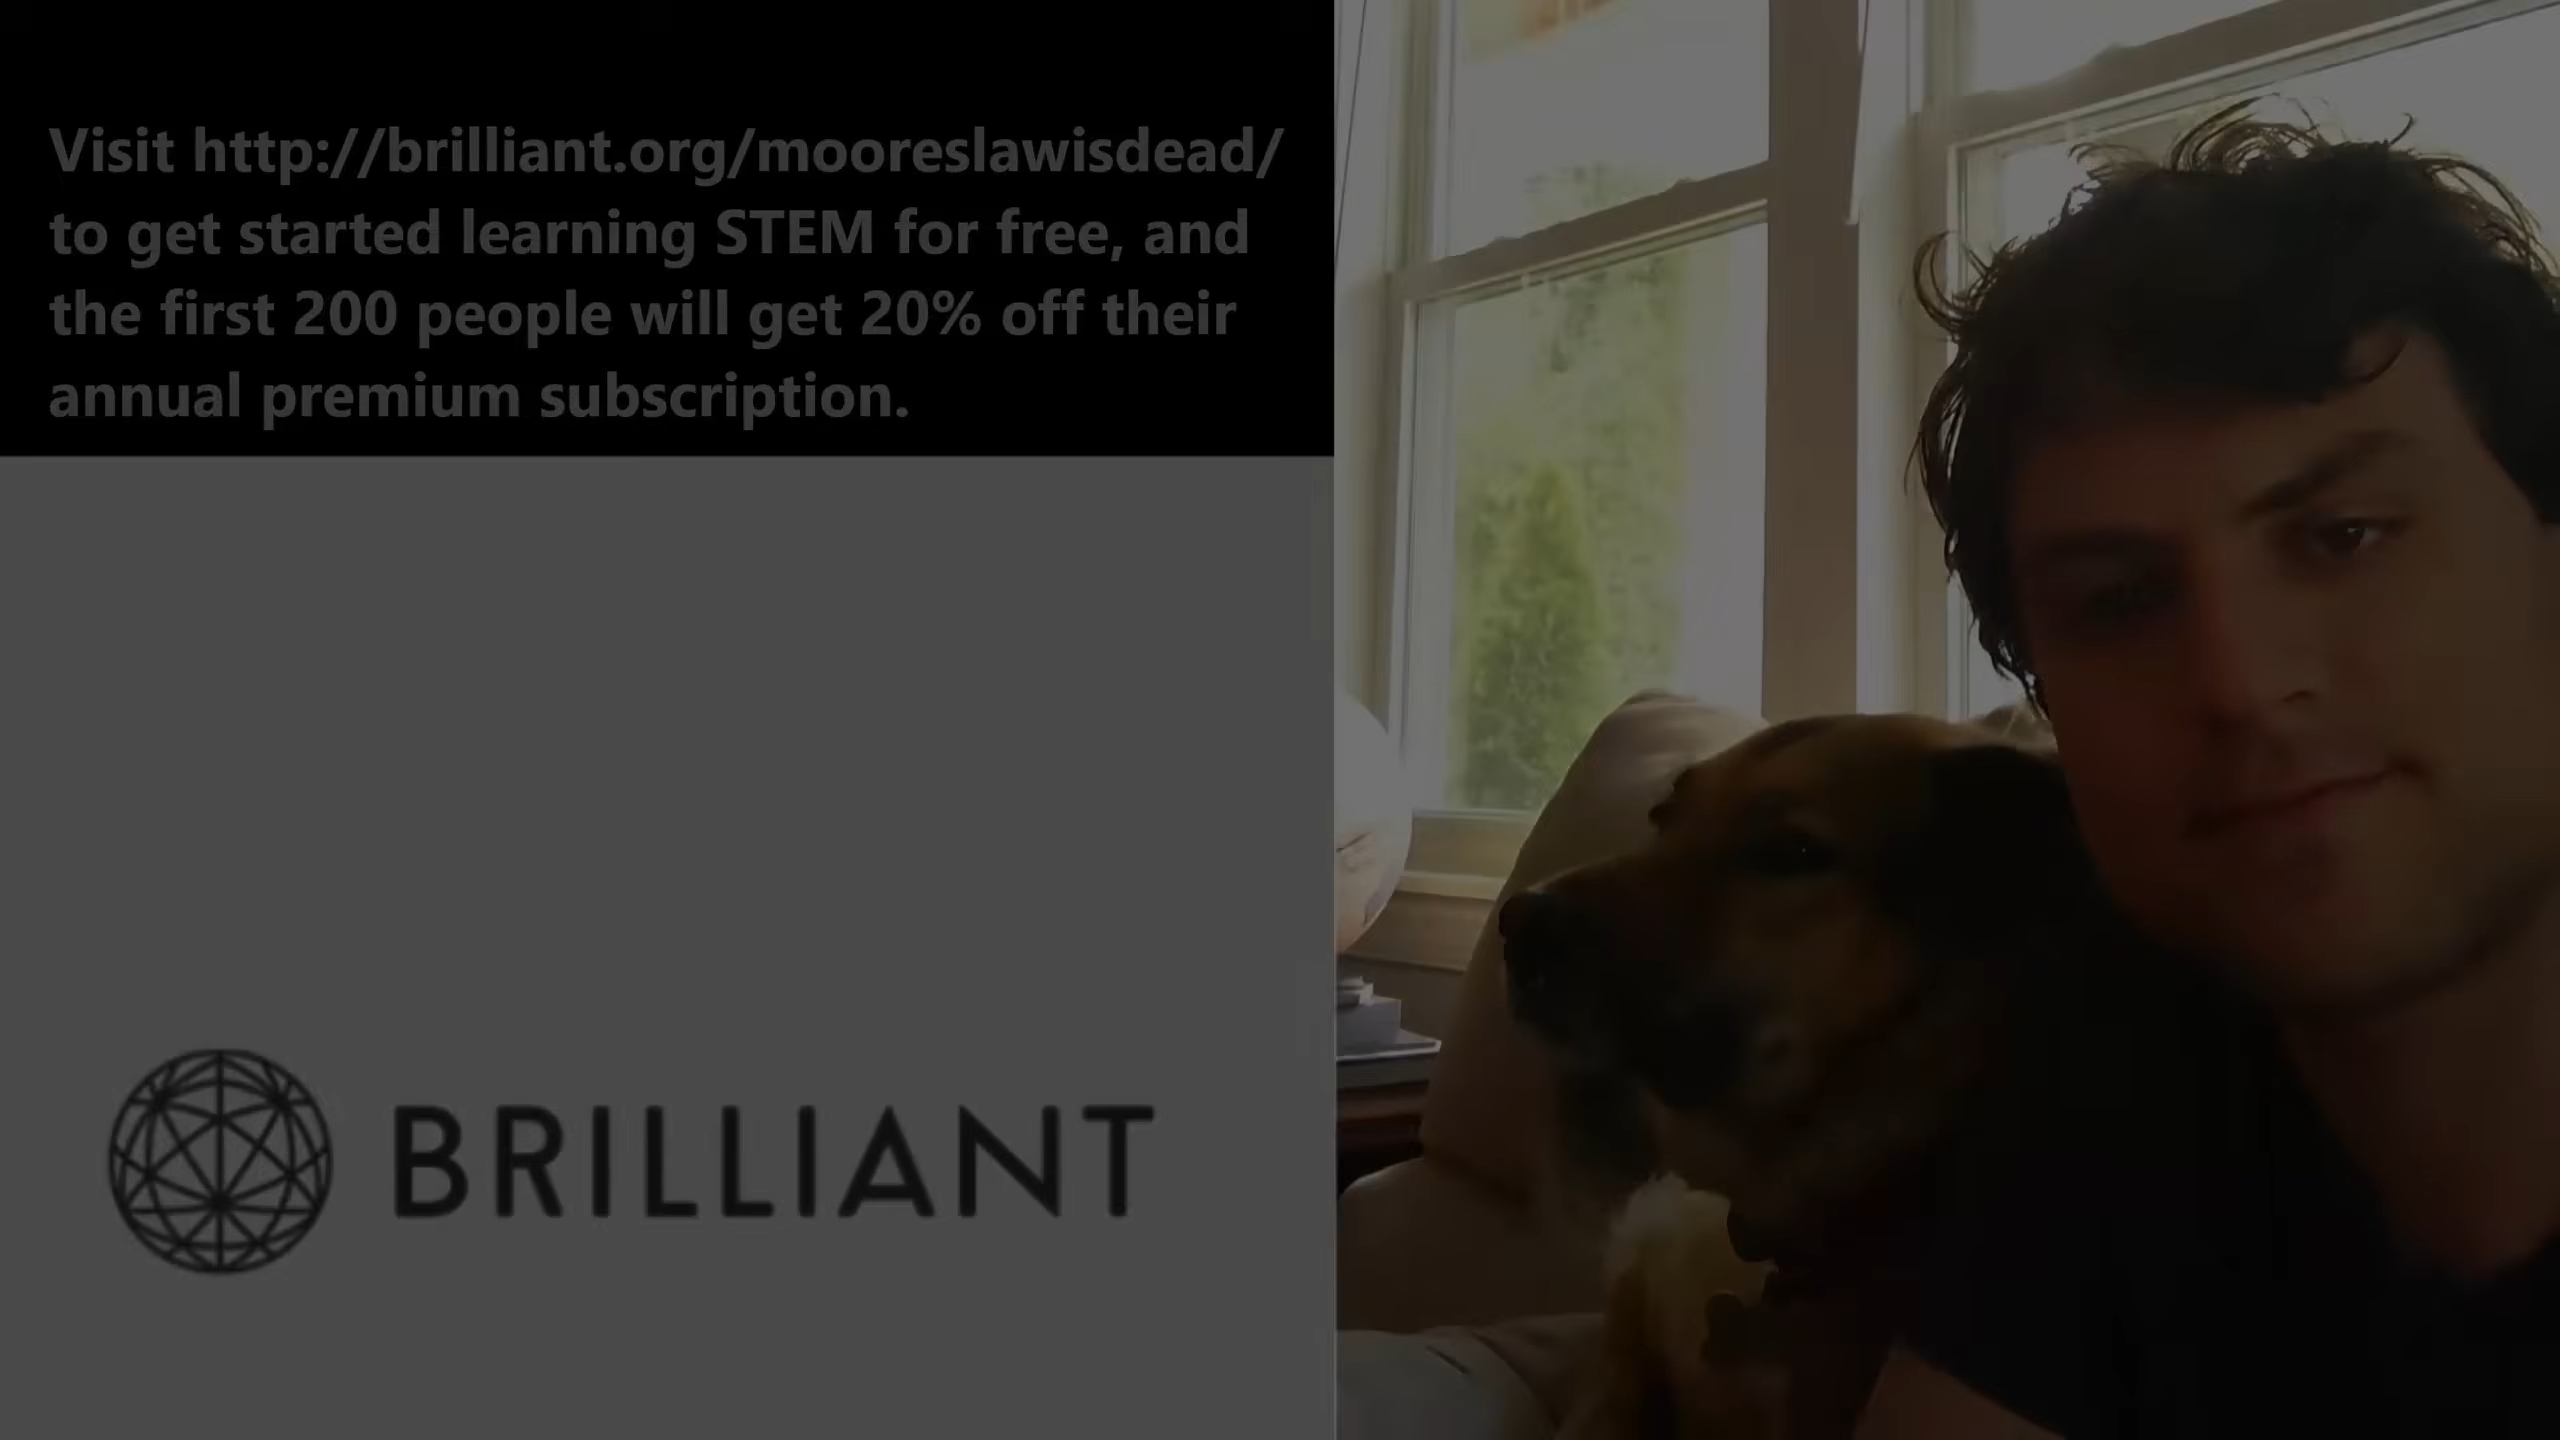 Visit http://brilliant.org/mooreslawisdead/
to get started learning STEM for free, and
the first 200 people will get 20% off their
annual premium subscription.
BRILLIANT